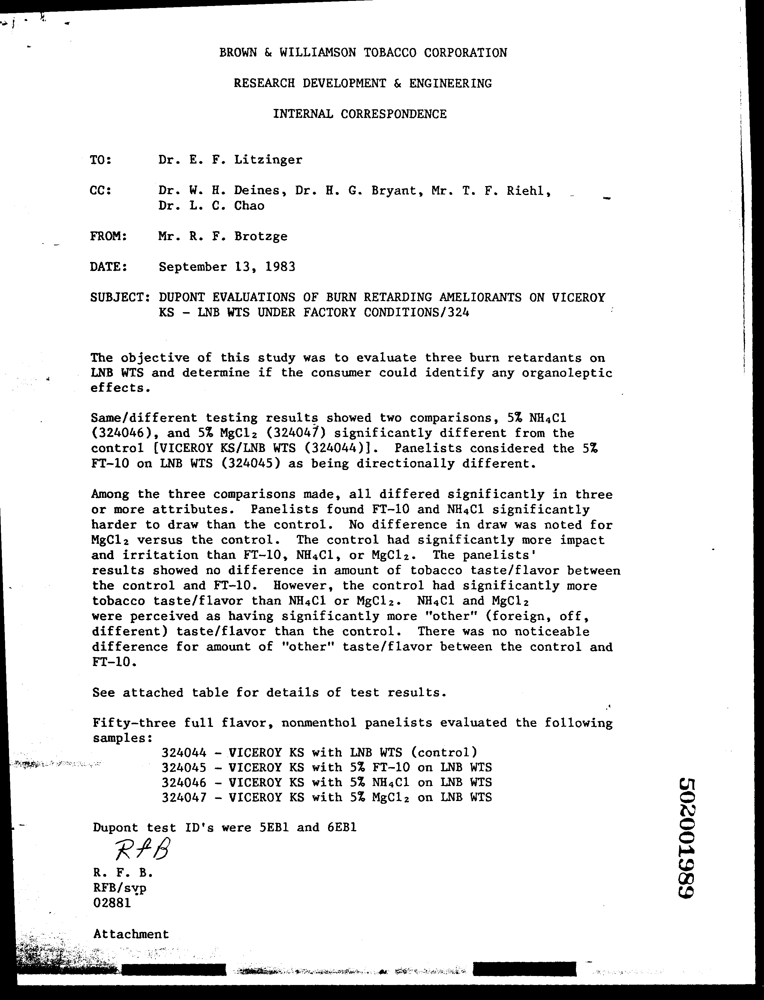 BROWN & WILLIAMSON TOBACCO CORPORATION
RESEARCH DEVELOPMENT & ENGINEERING
INTERNAL CORRESPONDENCE
TO: Dr. E. F. Litzinger
CC: Dr. W. H. Deines, Dr. H. G. Bryant, Mr. T. F. Riehl,
Dr. L. C. Chao
FROM: Mr. R. F. Brotzge
DATE: September 13, 1983
SUBJECT: DUPONT EVALUATIONS OF BURN RETARDING AMELIORANTS ON VICEROY
KS - LNB WTS UNDER FACTORY CONDITIONS/324
The objective of this study was to evaluate three burn retardants on
LNB WTS and determine if the consumer could identify any organoleptic
effects.
Same/different testing results showed two comparisons, 5% NH₄Cl
(324046), and 5% MgCl₂ (324047) significantly different from the
control [VICEROY KS/LNB WTS (324044)]. Panelists considered the 5%
FT-10 on LNB WTS (324045) as being directionally different.
Among the three comparisons made, all differed significantly in three
or more attributes. Panelists found FT-10 and NH₄Cl significantly
harder to draw than the control. No difference in draw was noted for
MgCl₂ versus the control. The control had significantly more impact
and irritation than FT-10, NH₄Cl, or MgCl₂. The panelists'
results showed no difference in amount of tobacco taste/flavor between
the control and FT-10. However, the control had significantly more
tobacco taste/flavor than NH₄Cl or MgCl₂. NH₄Cl and MgCl₂
were perceived as having significantly more "other" (foreign, off,
different) taste/flavor than the control. There was no noticeable
difference for amount of "other" taste/flavor between the control and
FT-10.
See attached table for details of test results.
Fifty-three full flavor, nonmenthol panelists evaluated the following
samples:
324044 - VICEROY KS with LNB WTS (control)
324045 - VICEROY KS with 5% FT-10 on LNB WTS
324046 - VICEROY KS with 5% NH₄Cl on LNB WTS
324047 - VICEROY KS with 5% MgCl₂ on LNB WTS
Dupont test ID's were 5EB1 and 6EB1
RFB
R. F. B.
RFB/svp
02881
Attachment
502001989